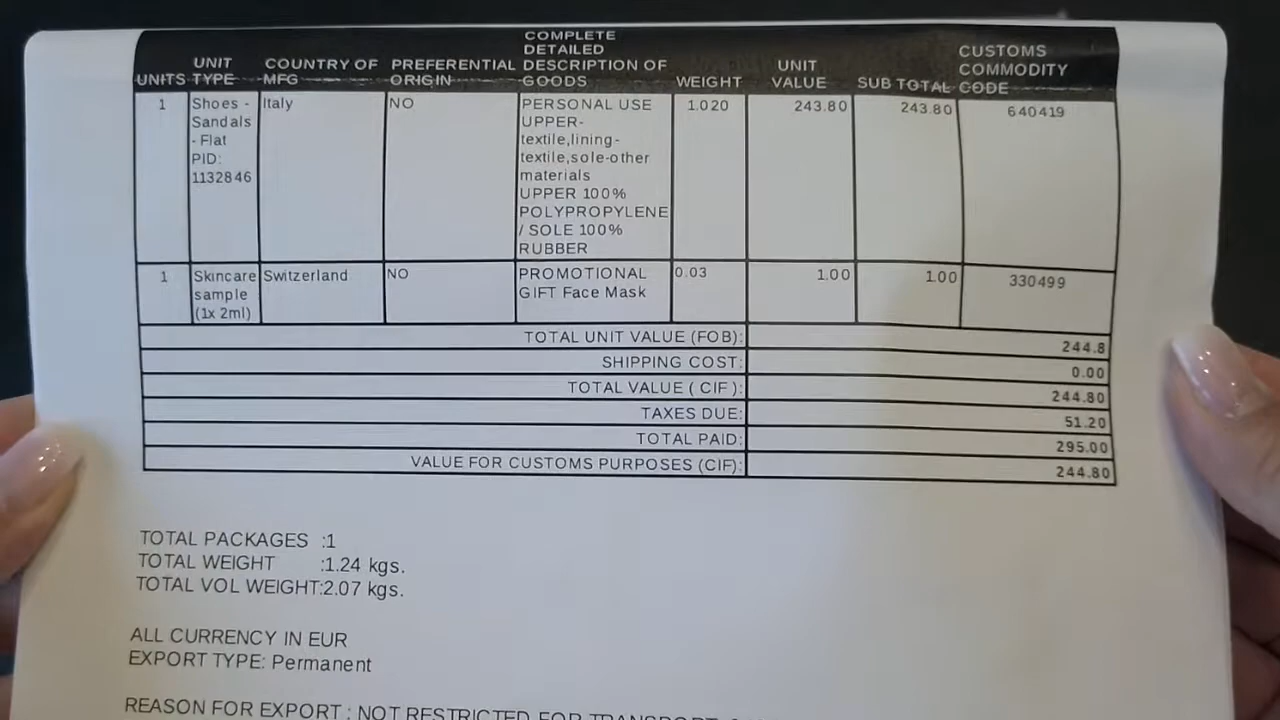 UNITS UNIT TYPE COUNTRY OF MFG PREFERENTIAL ORIGIN COMPLETE DETAILED DESCRIPTION OF GOODS WEIGHT UNIT VALUE SUB TOTAL CUSTOMS COMMODITY CODE
1 Shoes - Italy NO PERSONAL USE 1.020 243.80 243.80 640419
Sandals UPPER-
- Flat textile,lining-
PID: textile,sole-other
1132846 materials
UPPER 100%
POLYPROPYLENE
/ SOLE 100%
RUBBER
1 Skincare Switzerland NO PROMOTIONAL 0.03 1.00 1.00 330499
sample GIFT Face Mask
(1x 2ml)
TOTAL UNIT VALUE (FOB): 244.8
SHIPPING COST: 0.00
TOTAL VALUE ( CIF ): 244.80
TAXES DUE: 51.20
TOTAL PAID: 295.00
VALUE FOR CUSTOMS PURPOSES (CIF): 244.80
TOTAL PACKAGES :1
TOTAL WEIGHT :1.24 kgs.
TOTAL VOL WEIGHT:2.07 kgs.
ALL CURRENCY IN EUR
EXPORT TYPE: Permanent
REASON FOR EXPORT : NOT RESTRICTED FOR TRANSPORT